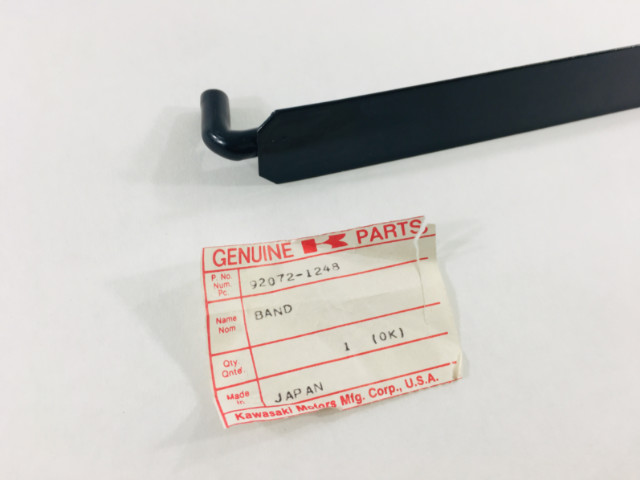 GENUINE K PARTS
P. No.
Num.
Pc.
92072-1248
Name
Nom.
BAND
Qty.
Qnté.
1 (OK)
Made
In.
JAPAN
Kawasaki Motors Mfg. Corp., U.S.A.